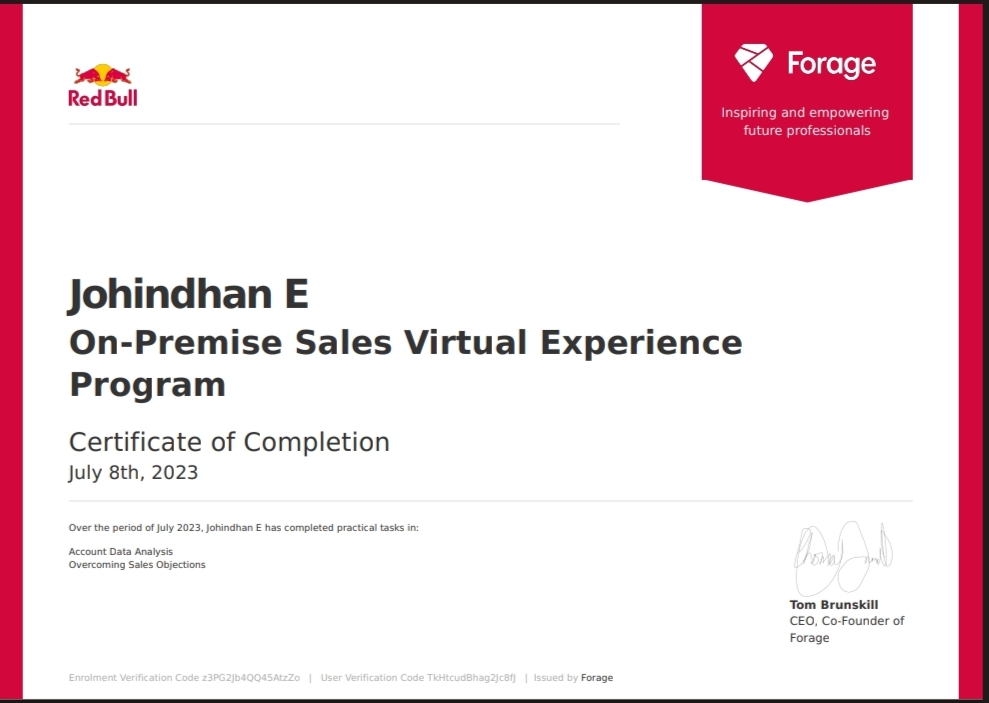 Red Bull
Forage
Inspiring and empowering
future professionals
Johindhan E
On-Premise Sales Virtual Experience
Program
Certificate of Completion
July 8th, 2023
Over the period of July 2023, Johindhan E has completed practical tasks in:
Account Data Analysis
Overcoming Sales Objections
Tom Brunskill
CEO, Co-Founder of
Forage
Enrolment Verification Code z3PG2Jb4QQ45AtzZo | User Verification Code TkHtcudBhag2Jc8fJ | Issued by Forage